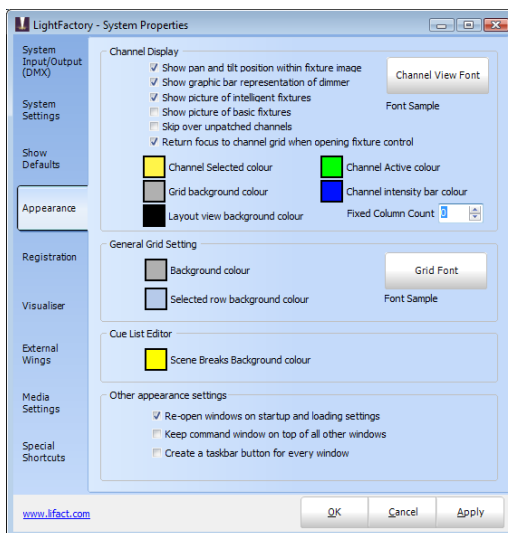 LightFactory - System Properties
System
Input/Output
(DMX)
System
Settings
Show
Defaults
Appearance
Registration
Visualiser
External
Wings
Media
Settings
Special
Shortcuts
Channel Display
Show pan and tilt position within fixture image
Show graphic bar representation of dimmer
Show picture of intelligent fixtures
Show picture of basic fixtures
Skip over unpatched channels
Return focus to channel grid when opening fixture control
Channel View Font
Font Sample
Channel Selected colour
Channel Active colour
Grid background colour
Channel intensity bar colour
Layout view background colour
Fixed Column Count 0
General Grid Setting
Background colour
Selected row background colour
Grid Font
Font Sample
Cue List Editor
Scene Breaks Background colour
Other appearance settings
Re-open windows on startup and loading settings
Keep command window on top of all other windows
Create a taskbar button for every window
www.lifact.com
OK
Cancel
Apply